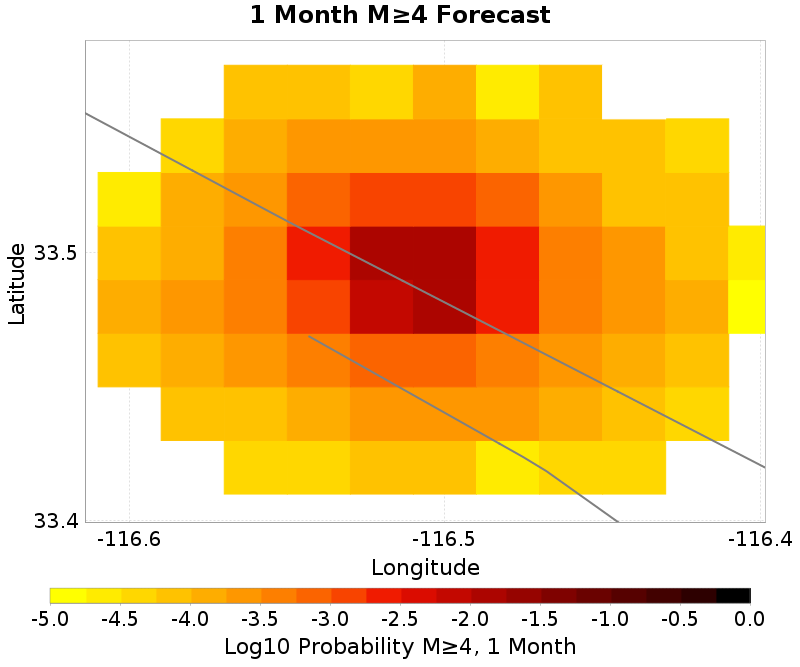 1 Month M≥4 Forecast
Latitude
33.5
33.4
-116.6 -116.5 -116.4
Longitude
-5.0 -4.5 -4.0 -3.5 -3.0 -2.5 -2.0 -1.5 -1.0 -0.5 0.0
Log10 Probability M≥4, 1 Month